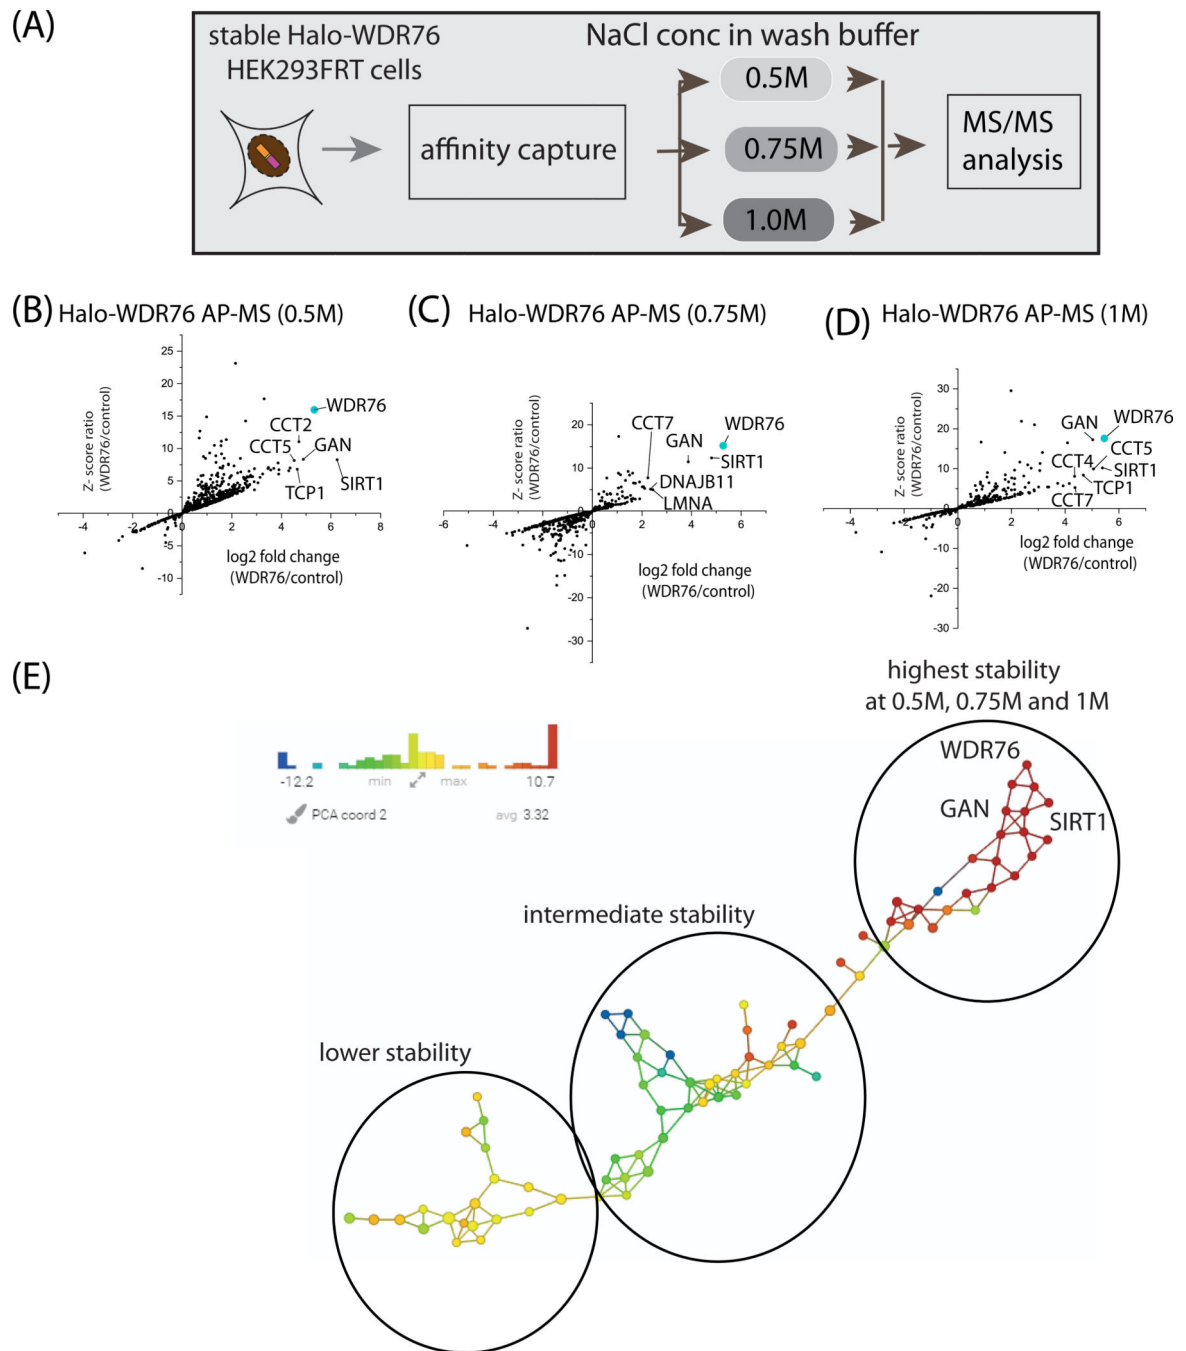 (A)
stable Halo-WDR76
HEK293FRT cells
NaCl conc in wash buffer
affinity capture
0.5M
0.75M
1.0M
MS/MS
analysis
(B)
Halo-WDR76 AP-MS (0.5M)
Z- score ratio
(WDR76/control)
25
20
15
10
5
0
-5
-10
-4
-2
0
2
4
6
WDR76
CCT2
CCT5
GAN
TCP1
SIRT1
log2 fold change
(WDR76/control)
(C)
Halo-WDR76 AP-MS (0.75M)
Z- score ratio
(WDR76/control)
20
10
0
-10
-20
-30
-6
-4
-2
0
2
4
6
CCT7
GAN
WDR76
SIRT1
DNAJB11
LMNA
log2 fold change
(WDR76/control)
(D)
Halo-WDR76 AP-MS (1M)
Z- score ratio
(WDR76/control)
30
20
10
0
-10
-20
-30
-4
-2
0
2
4
6
GAN
WDR76
CCT5
CCT4
SIRT1
TCP1
CCT7
log2 fold change
(WDR76/control)
(E)
highest stability
at 0.5M, 0.75M and 1M
WDR76
GAN
SIRT1
-12.2
min
max
10.7
PCA coord 2
avg 3.32
intermediate stability
lower stability